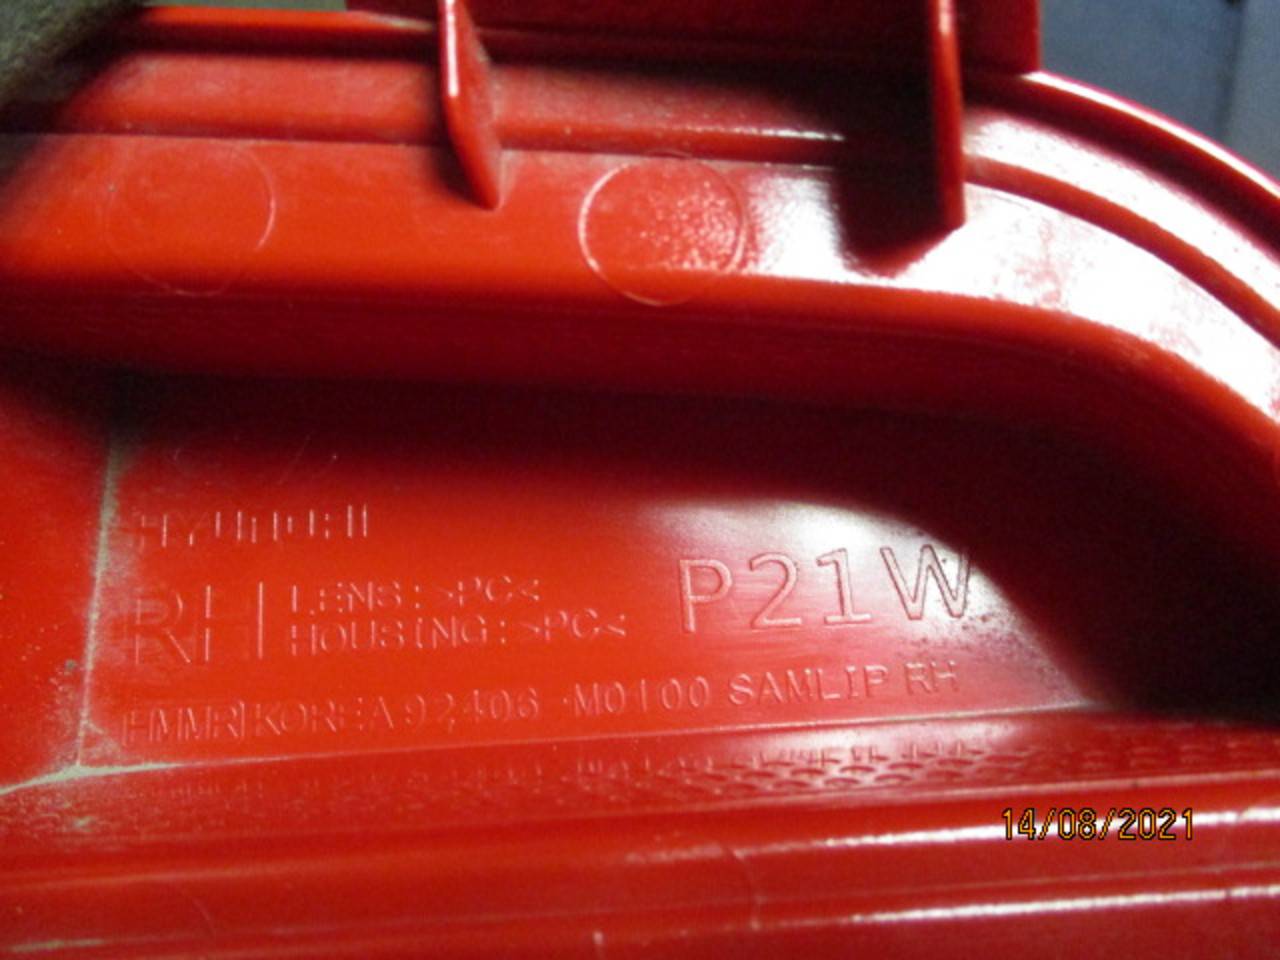 HYUNDAI
RH LENS:>PC<
HOUSING:>PC<
P21W
HMMR KOREA 92406-M0100 SAMLIP RH
14/08/2021